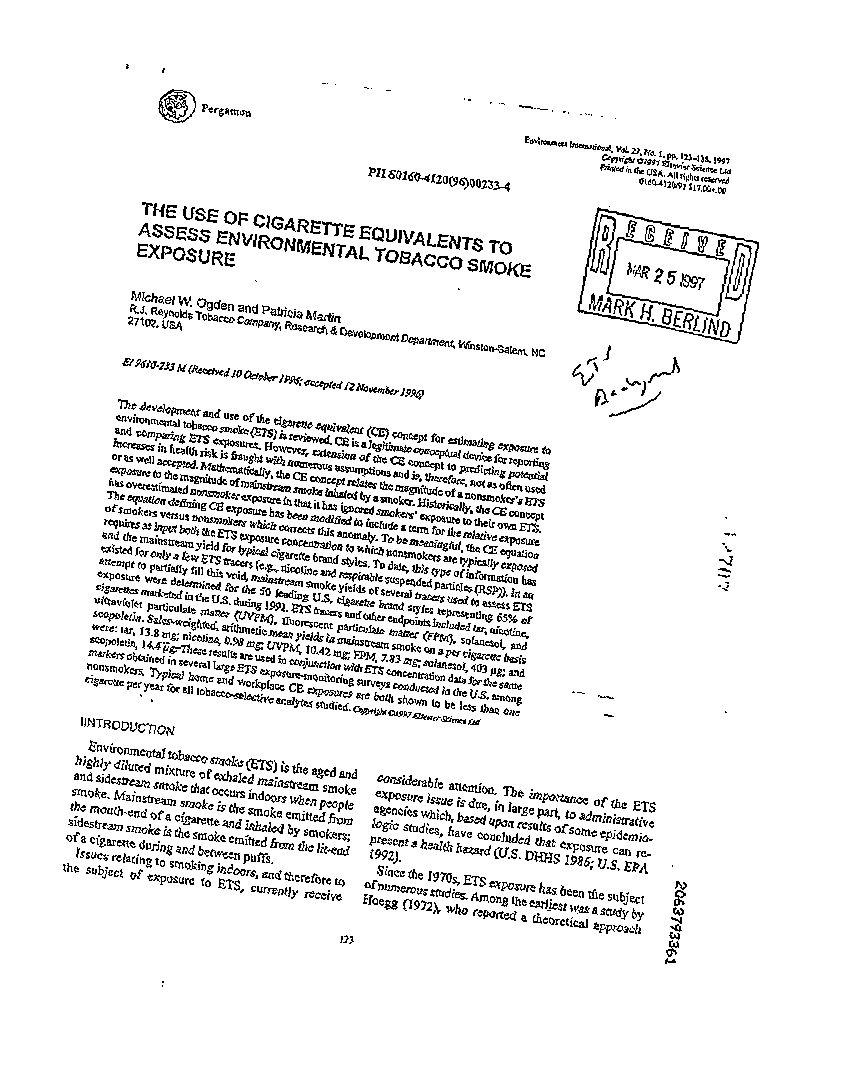 Pergamon
Environment International, Vol. 23, No. 1, pp. 123-138, 1997
Copyright ©1997 Elsevier Science Ltd
Printed in the USA. All rights reserved
0160-4120/97 $17.00+.00
PII S0160-4120(96)00233-4
THE USE OF CIGARETTE EQUIVALENTS TO
ASSESS ENVIRONMENTAL TOBACCO SMOKE
EXPOSURE
RECEIVED
MAR 25 1997
MARK H. BERLIND
Michael W. Ogden and Patricia Martin
R.J. Reynolds Tobacco Company, Research & Development Department, Winston-Salem, NC
27102, USA
ETS
EI 9610-233 M (Received 10 October 1996; accepted 12 November 1996)
The development and use of the cigarette equivalent (CE) concept for estimating exposure to
environmental tobacco smoke (ETS) is reviewed. CE is a legitimate conceptual device for reporting
and comparing ETS exposures. However, extension of the CE concept to predicting potential
increases in health risk is fraught with numerous assumptions and is, therefore, not as often used
or as well accepted. Mathematically, the CE concept relates the magnitude of a nonsmoker's ETS
exposure to the magnitude of mainstream smoke inhaled by a smoker. Historically, the CE concept
has overestimated nonsmoker exposure in that it has ignored smokers' exposure to their own ETS.
The equation defining CE exposure has been modified to include a term for the relative exposure
of smokers versus nonsmokers which corrects this anomaly. To be meaningful, the CE equation
requires as input both the ETS exposure concentration to which nonsmokers are typically exposed
and the mainstream yield for typical cigarette brand styles. To date, this type of information has
existed for only a few ETS tracers [e.g., nicotine and respirable suspended particles (RSP)]. In an
attempt to partially fill this void, mainstream smoke yields of several tracers used to assess ETS
exposure were determined for the 50 leading U.S. cigarette brand styles representing 65% of
cigarettes marketed in the U.S. during 1991. ETS tracers and other endpoints included tar, nicotine,
ultraviolet particulate matter (UVPM), fluorescent particulate matter (FPM), solanesol, and
scopoletin. Sales-weighted, arithmetic mean yields in mainstream smoke on a per cigarette basis
were: tar, 13.8 mg; nicotine, 0.98 mg; UVPM, 10.42 mg; FPM, 7.83 mg; solanesol, 403 µg; and
scopoletin, 14.4 µg. These results are used in conjunction with ETS concentration data for the same
markers obtained in several large ETS exposure-monitoring surveys conducted in the U.S. among
nonsmokers. Typical home and workplace CE exposures are both shown to be less than one
cigarette per year for all tobacco-selective analytes studied. Copyright ©1997 Elsevier Science Ltd
INTRODUCTION
Environmental tobacco smoke (ETS) is the aged and
highly diluted mixture of exhaled mainstream smoke
and sidestream smoke that occurs indoors when people
smoke. Mainstream smoke is the smoke emitted from
the mouth-end of a cigarette and inhaled by smokers;
sidestream smoke is the smoke emitted from the lit-end
of a cigarette during and between puffs.
Issues relating to smoking indoors, and therefore to
the subject of exposure to ETS, currently receive
considerable attention. The importance of the ETS
exposure issue is due, in large part, to administrative
agencies which, based upon results of some epidemio-
logic studies, have concluded that exposure can re-
present a health hazard (U.S. DHHS 1986; U.S. EPA
1992).
Since the 1970s, ETS exposure has been the subject
of numerous studies. Among the earliest was a study by
Hoegg (1972), who reported a theoretical approach
123
2063793361